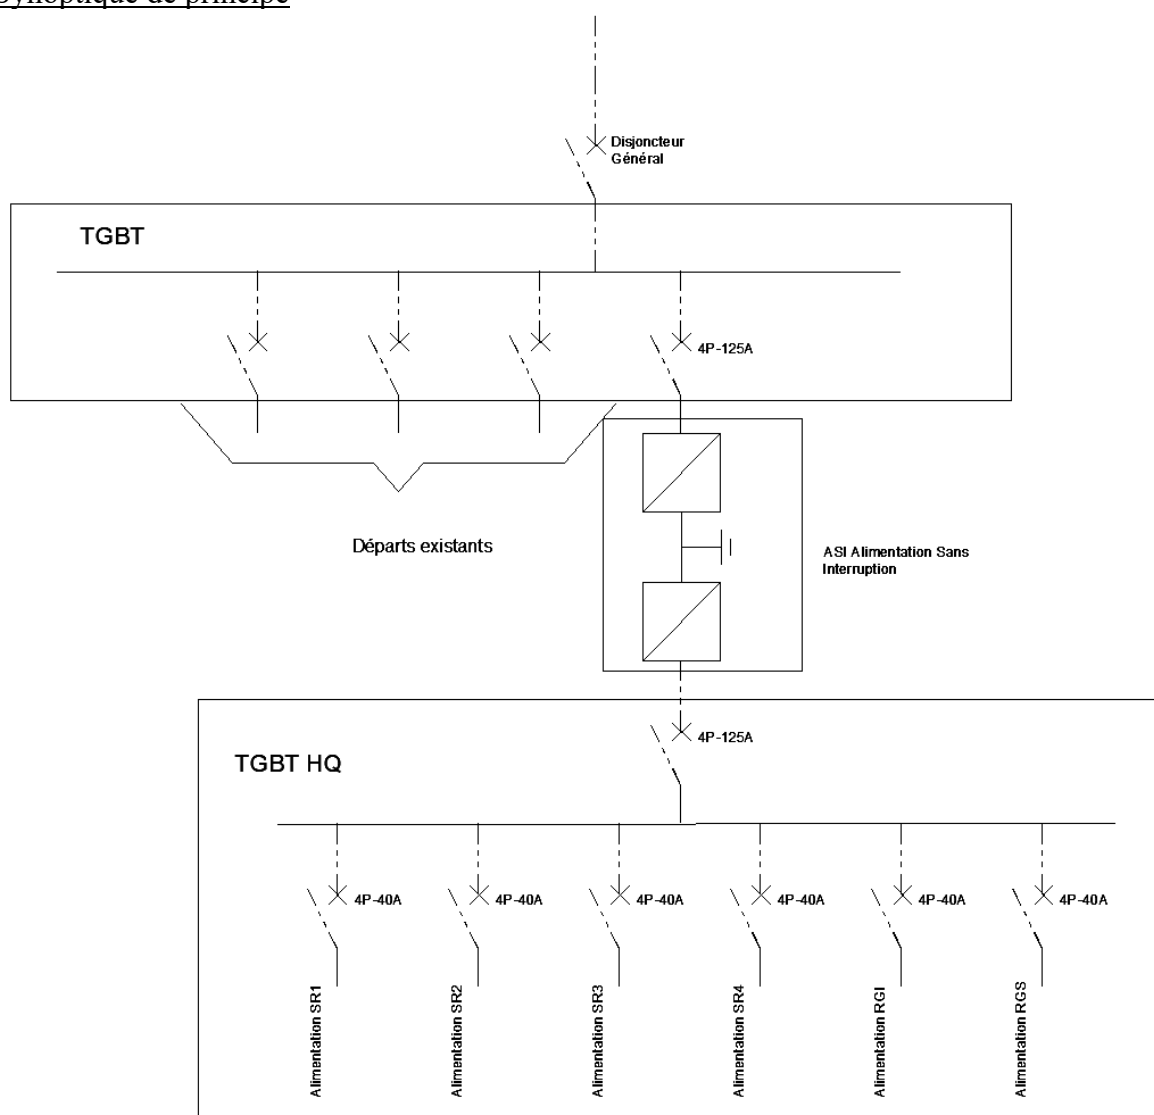 Synoptique de principe
Disjoncteur
Général
TGBT
4P-125A
Départs existants
ASI Alimentation Sans
Interruption
4P-125A
TGBT HQ
4P-40A
4P-40A
4P-40A
4P-40A
4P-40A
4P-40A
Alimentation SR1
Alimentation SR2
Alimentation SR3
Alimentation SR4
Alimentation RGI
Alimentation RGS